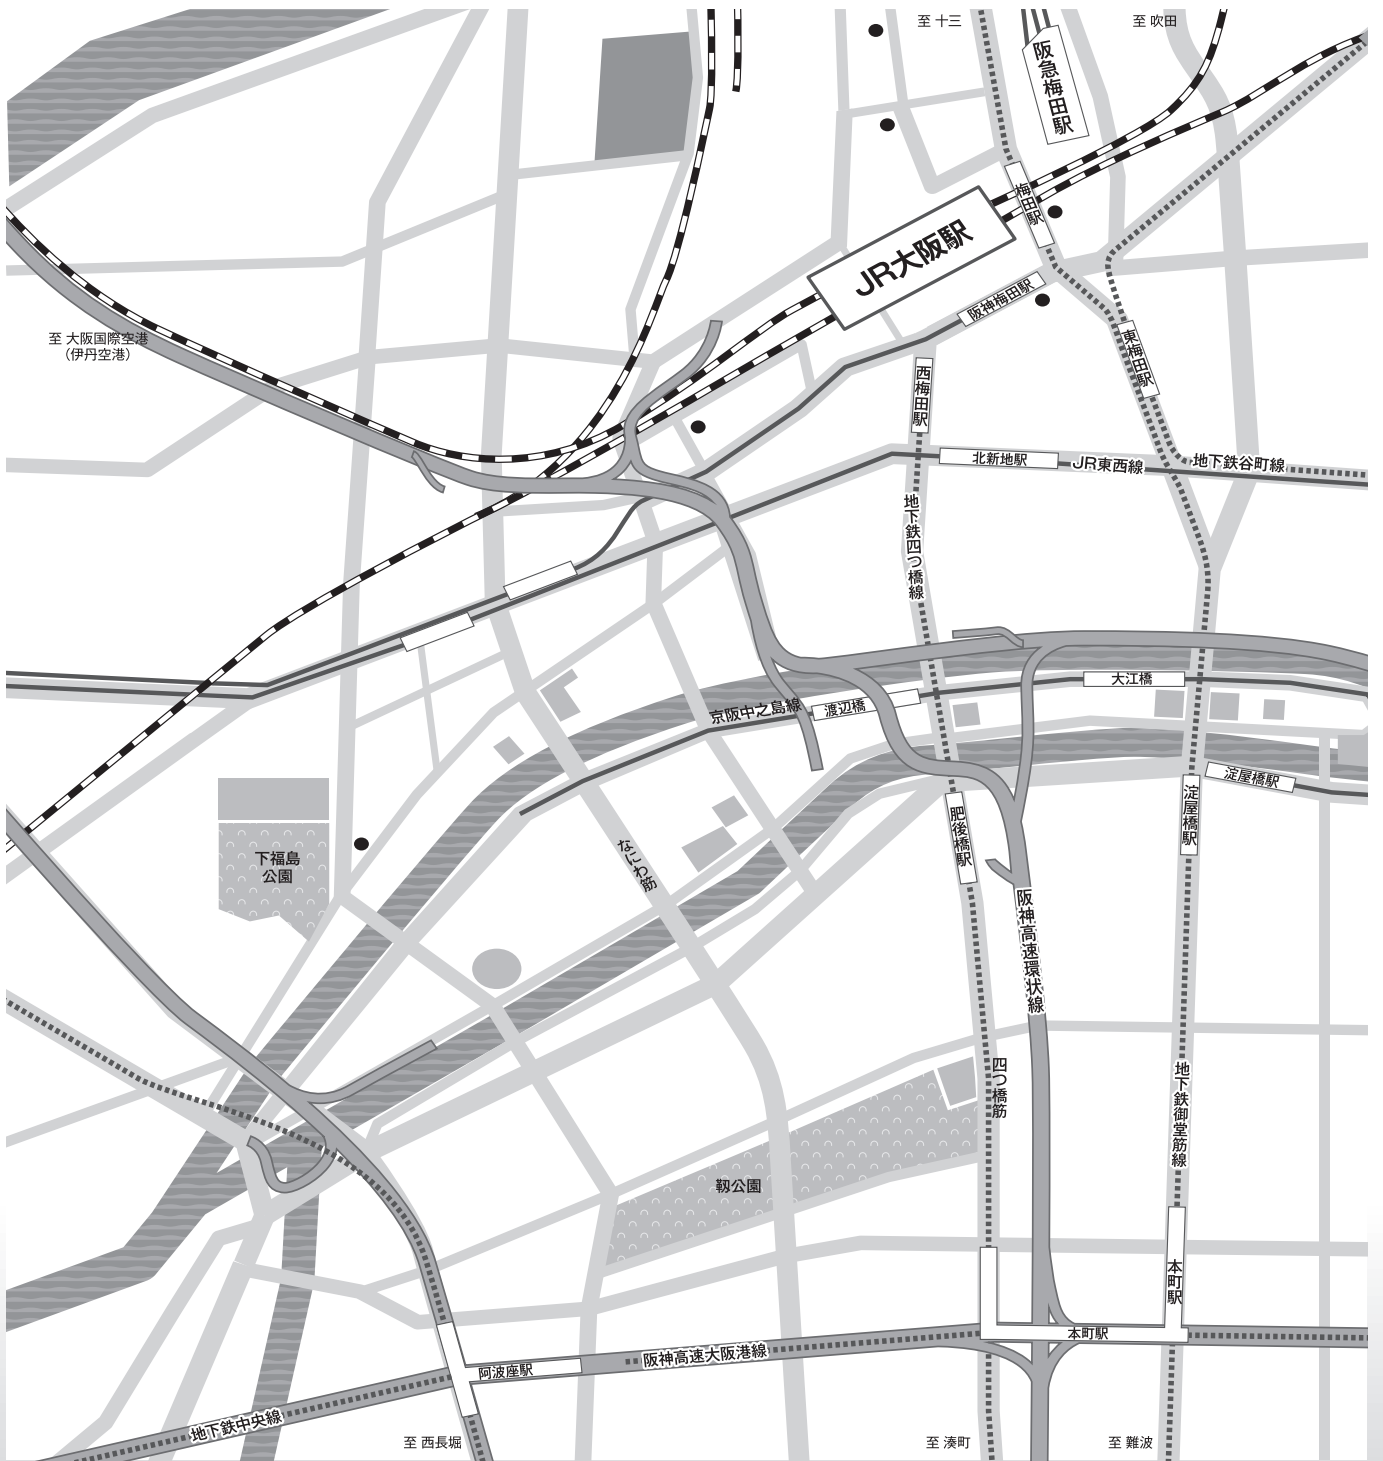 至 十三
至 吹田
阪急梅田駅
梅田駅
JR大阪駅
阪神梅田駅
至 大阪国際空港
（伊丹空港）
東梅田駅
西梅田駅
北新地駅
JR東西線
地下鉄谷町線
地下鉄四つ橋線
大江橋
京阪中之島線
渡辺橋
淀屋橋駅
淀屋橋駅
肥後橋駅
なにわ筋
下福島
公園
阪神高速環状線
四つ橋筋
地下鉄御堂筋線
靱公園
本町駅
本町駅
阪神高速大阪港線
阿波座駅
地下鉄中央線
至 西長堀
至 湊町
至 難波